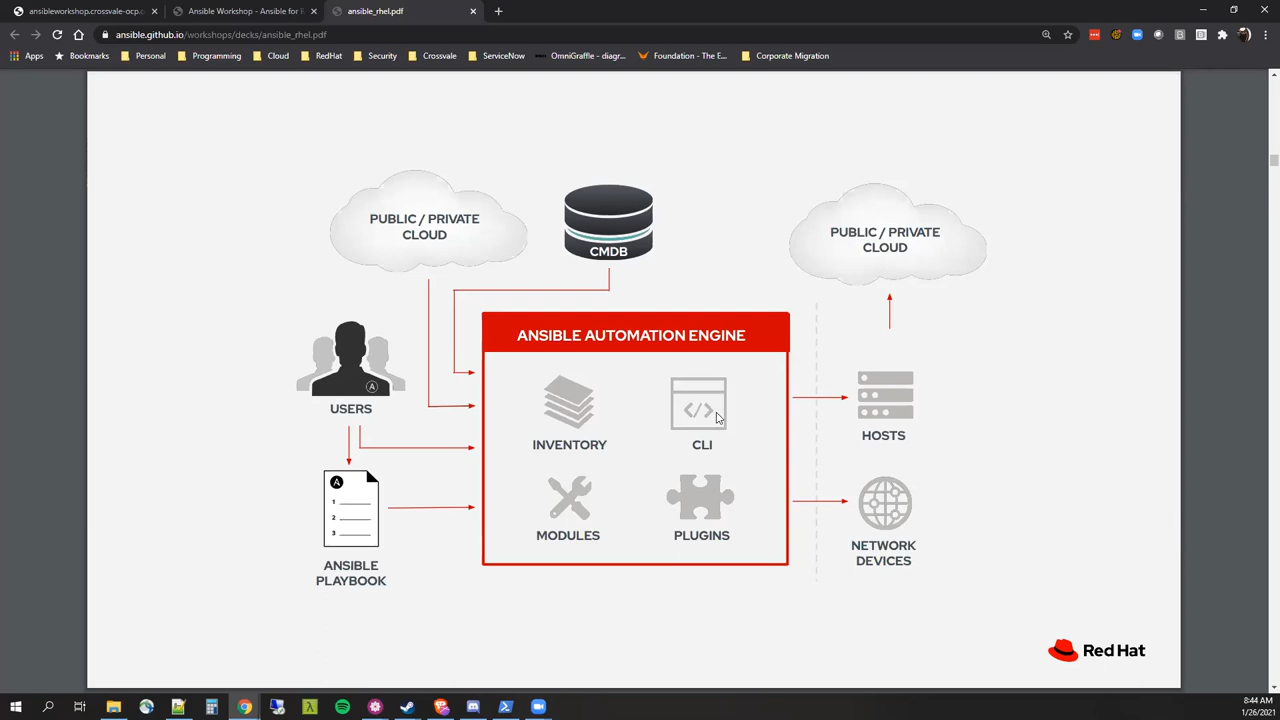 ansibleworkshop.crossvale-ocp.c
Ansible Workshop - Ansible for R
ansible_rhel.pdf
ansible.github.io/workshops/decks/ansible_rhel.pdf
Apps
Bookmarks
Personal
Programming
Cloud
RedHat
Security
Crossvale
ServiceNow
OmniGraffle - diagr...
Foundation - The E...
Corporate Migration
PUBLIC / PRIVATE
CLOUD
CMDB
PUBLIC / PRIVATE
CLOUD
ANSIBLE AUTOMATION ENGINE
USERS
INVENTORY
CLI
HOSTS
A
1
2
3
MODULES
PLUGINS
NETWORK
DEVICES
ANSIBLE
PLAYBOOK
Red Hat
8:44 AM
1/26/2021